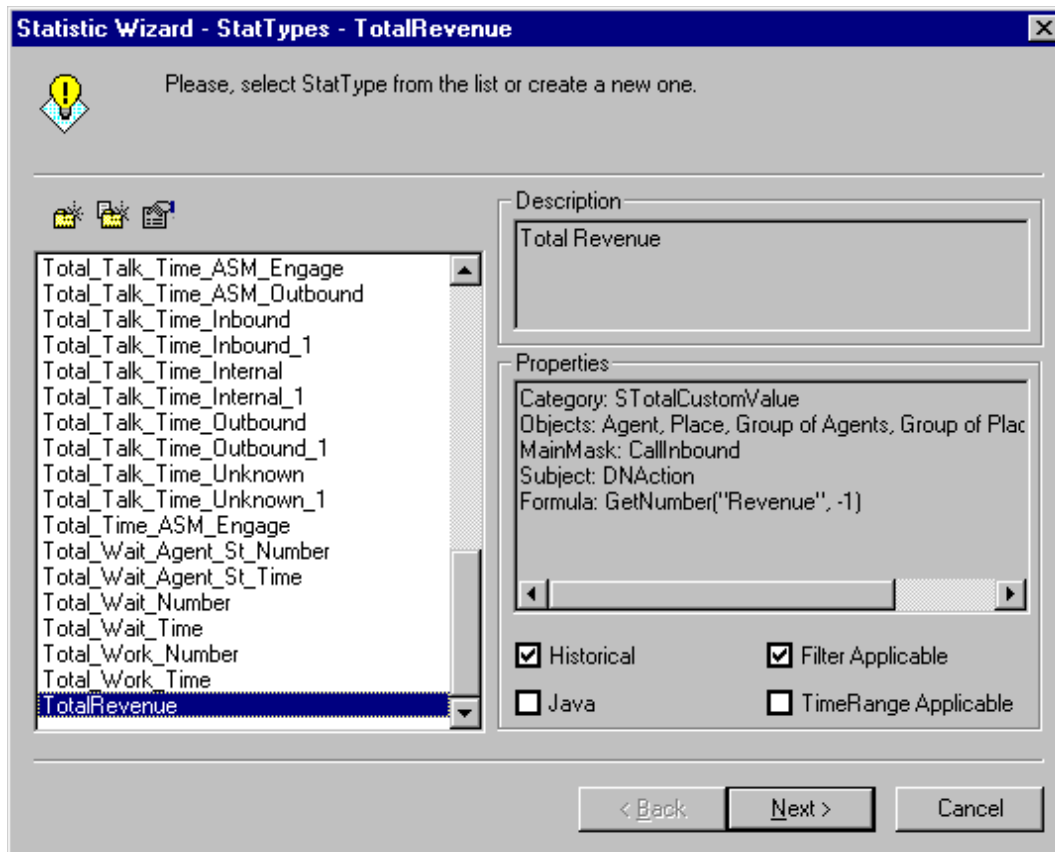 Statistic Wizard - StatTypes - TotalRevenue
Please, select StatType from the list or create a new one.
Total_Talk_Time_ASM_Engage
Total_Talk_Time_ASM_Outbound
Total_Talk_Time_Inbound
Total_Talk_Time_Inbound_1
Total_Talk_Time_Internal
Total_Talk_Time_Internal_1
Total_Talk_Time_Outbound
Total_Talk_Time_Outbound_1
Total_Talk_Time_Unknown
Total_Talk_Time_Unknown_1
Total_Time_ASM_Engage
Total_Wait_Agent_St_Number
Total_Wait_Agent_St_Time
Total_Wait_Number
Total_Wait_Time
Total_Work_Number
Total_Work_Time
TotalRevenue
Description
Total Revenue
Properties
Category: STotalCustomValue
Objects: Agent, Place, Group of Agents, Group of Plac
MainMask: CallInbound
Subject: DNAction
Formula: GetNumber("Revenue", -1)
Historical
Filter Applicable
Java
TimeRange Applicable
< Back
Next >
Cancel